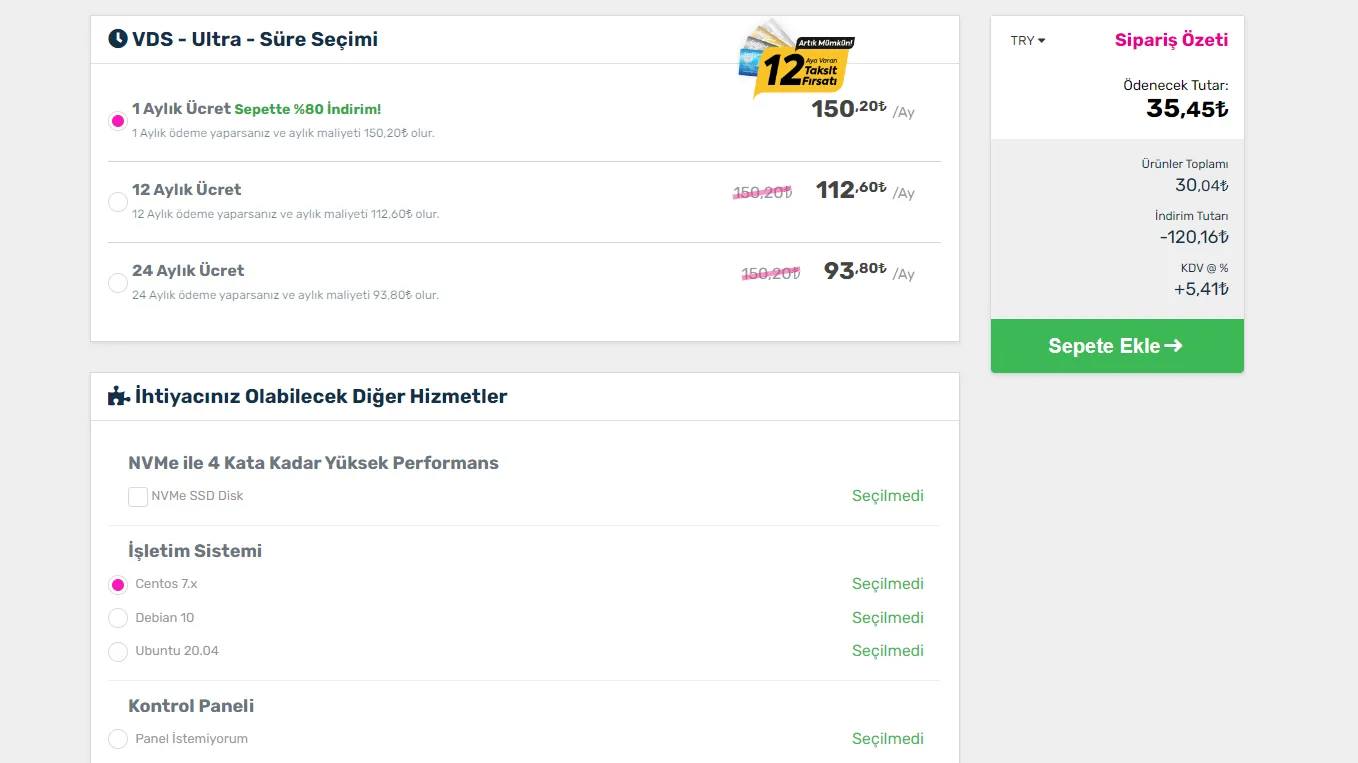 VDS - Ultra - Süre Seçimi
Artık Mümkün!
12 Aya Varan
Taksit
Fırsatı
1 Aylık Ücret Sepette %80 İndirim!
150,20₺ /Ay
1 Aylık ödeme yaparsanız ve aylık maliyeti 150,20₺ olur.
12 Aylık Ücret
150,20₺ 112,60₺ /Ay
12 Aylık ödeme yaparsanız ve aylık maliyeti 112,60₺ olur.
24 Aylık Ücret
150,20₺ 93,80₺ /Ay
24 Aylık ödeme yaparsanız ve aylık maliyeti 93,80₺ olur.
İhtiyacınız Olabilecek Diğer Hizmetler
NVMe ile 4 Kata Kadar Yüksek Performans
NVMe SSD Disk Seçilmedi
İşletim Sistemi
Centos 7.x Seçilmedi
Debian 10 Seçilmedi
Ubuntu 20.04 Seçilmedi
Kontrol Paneli
Panel İstemiyorum Seçilmedi
TRY Sipariş Özeti
Ödenecek Tutar:
35,45₺
Ürünler Toplamı
30,04₺
İndirim Tutarı
-120,16₺
KDV @ %
+5,41₺
Sepete Ekle